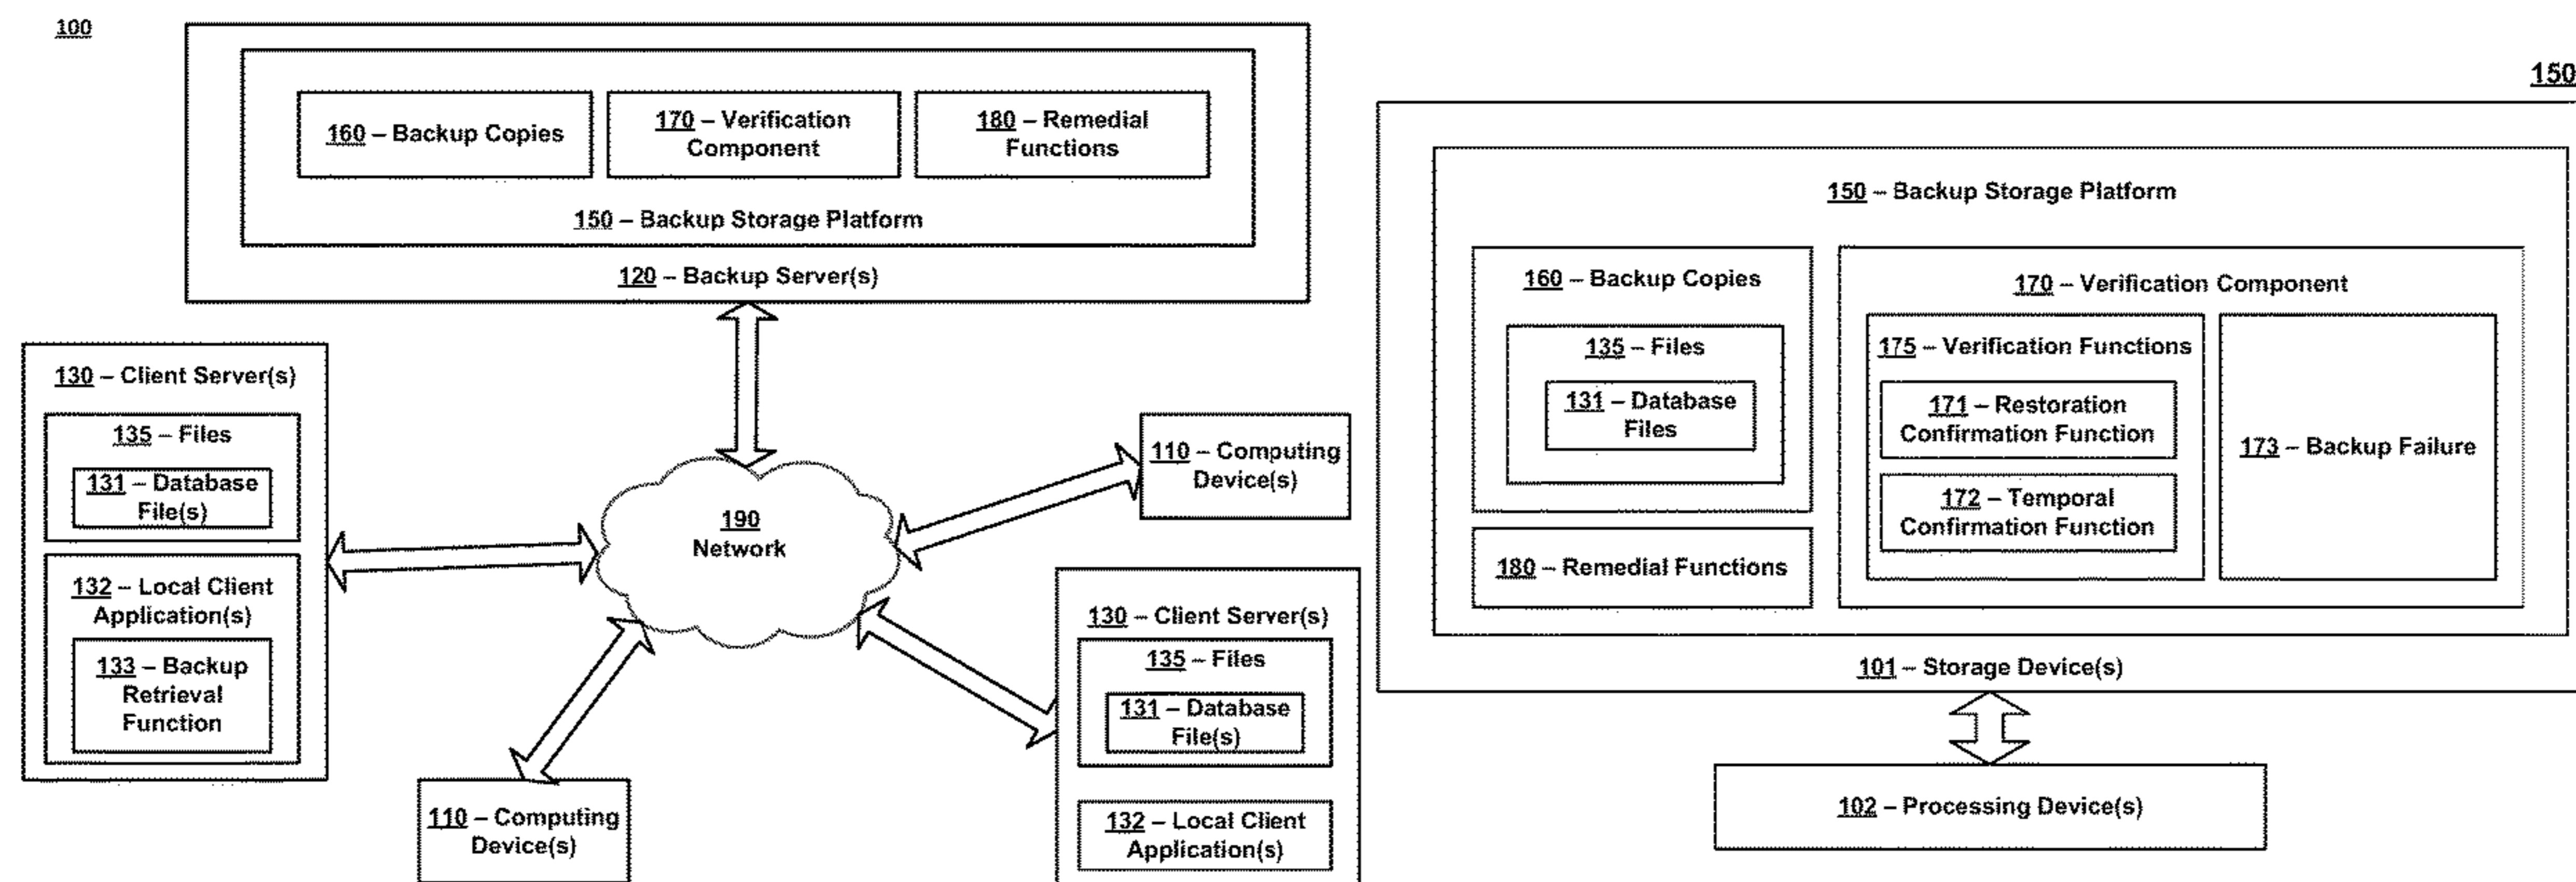 100
160 – Backup Copies
170 – Verification
Component
180 – Remedial
Functions
150 – Backup Storage Platform
120 – Backup Server(s)
130 – Client Server(s)
135 – Files
131 – Database
File(s)
132 – Local Client
Application(s)
133 – Backup
Retrieval
Function
190
Network
110 – Computing
Device(s)
110 – Computing
Device(s)
130 – Client Server(s)
135 – Files
131 – Database
File(s)
132 – Local Client
Application(s)
150
150 – Backup Storage Platform
160 – Backup Copies
135 – Files
131 – Database
Files
180 – Remedial Functions
170 – Verification Component
175 – Verification Functions
171 – Restoration
Confirmation Function
172 – Temporal
Confirmation Function
173 – Backup Failure
101 – Storage Device(s)
102 – Processing Device(s)